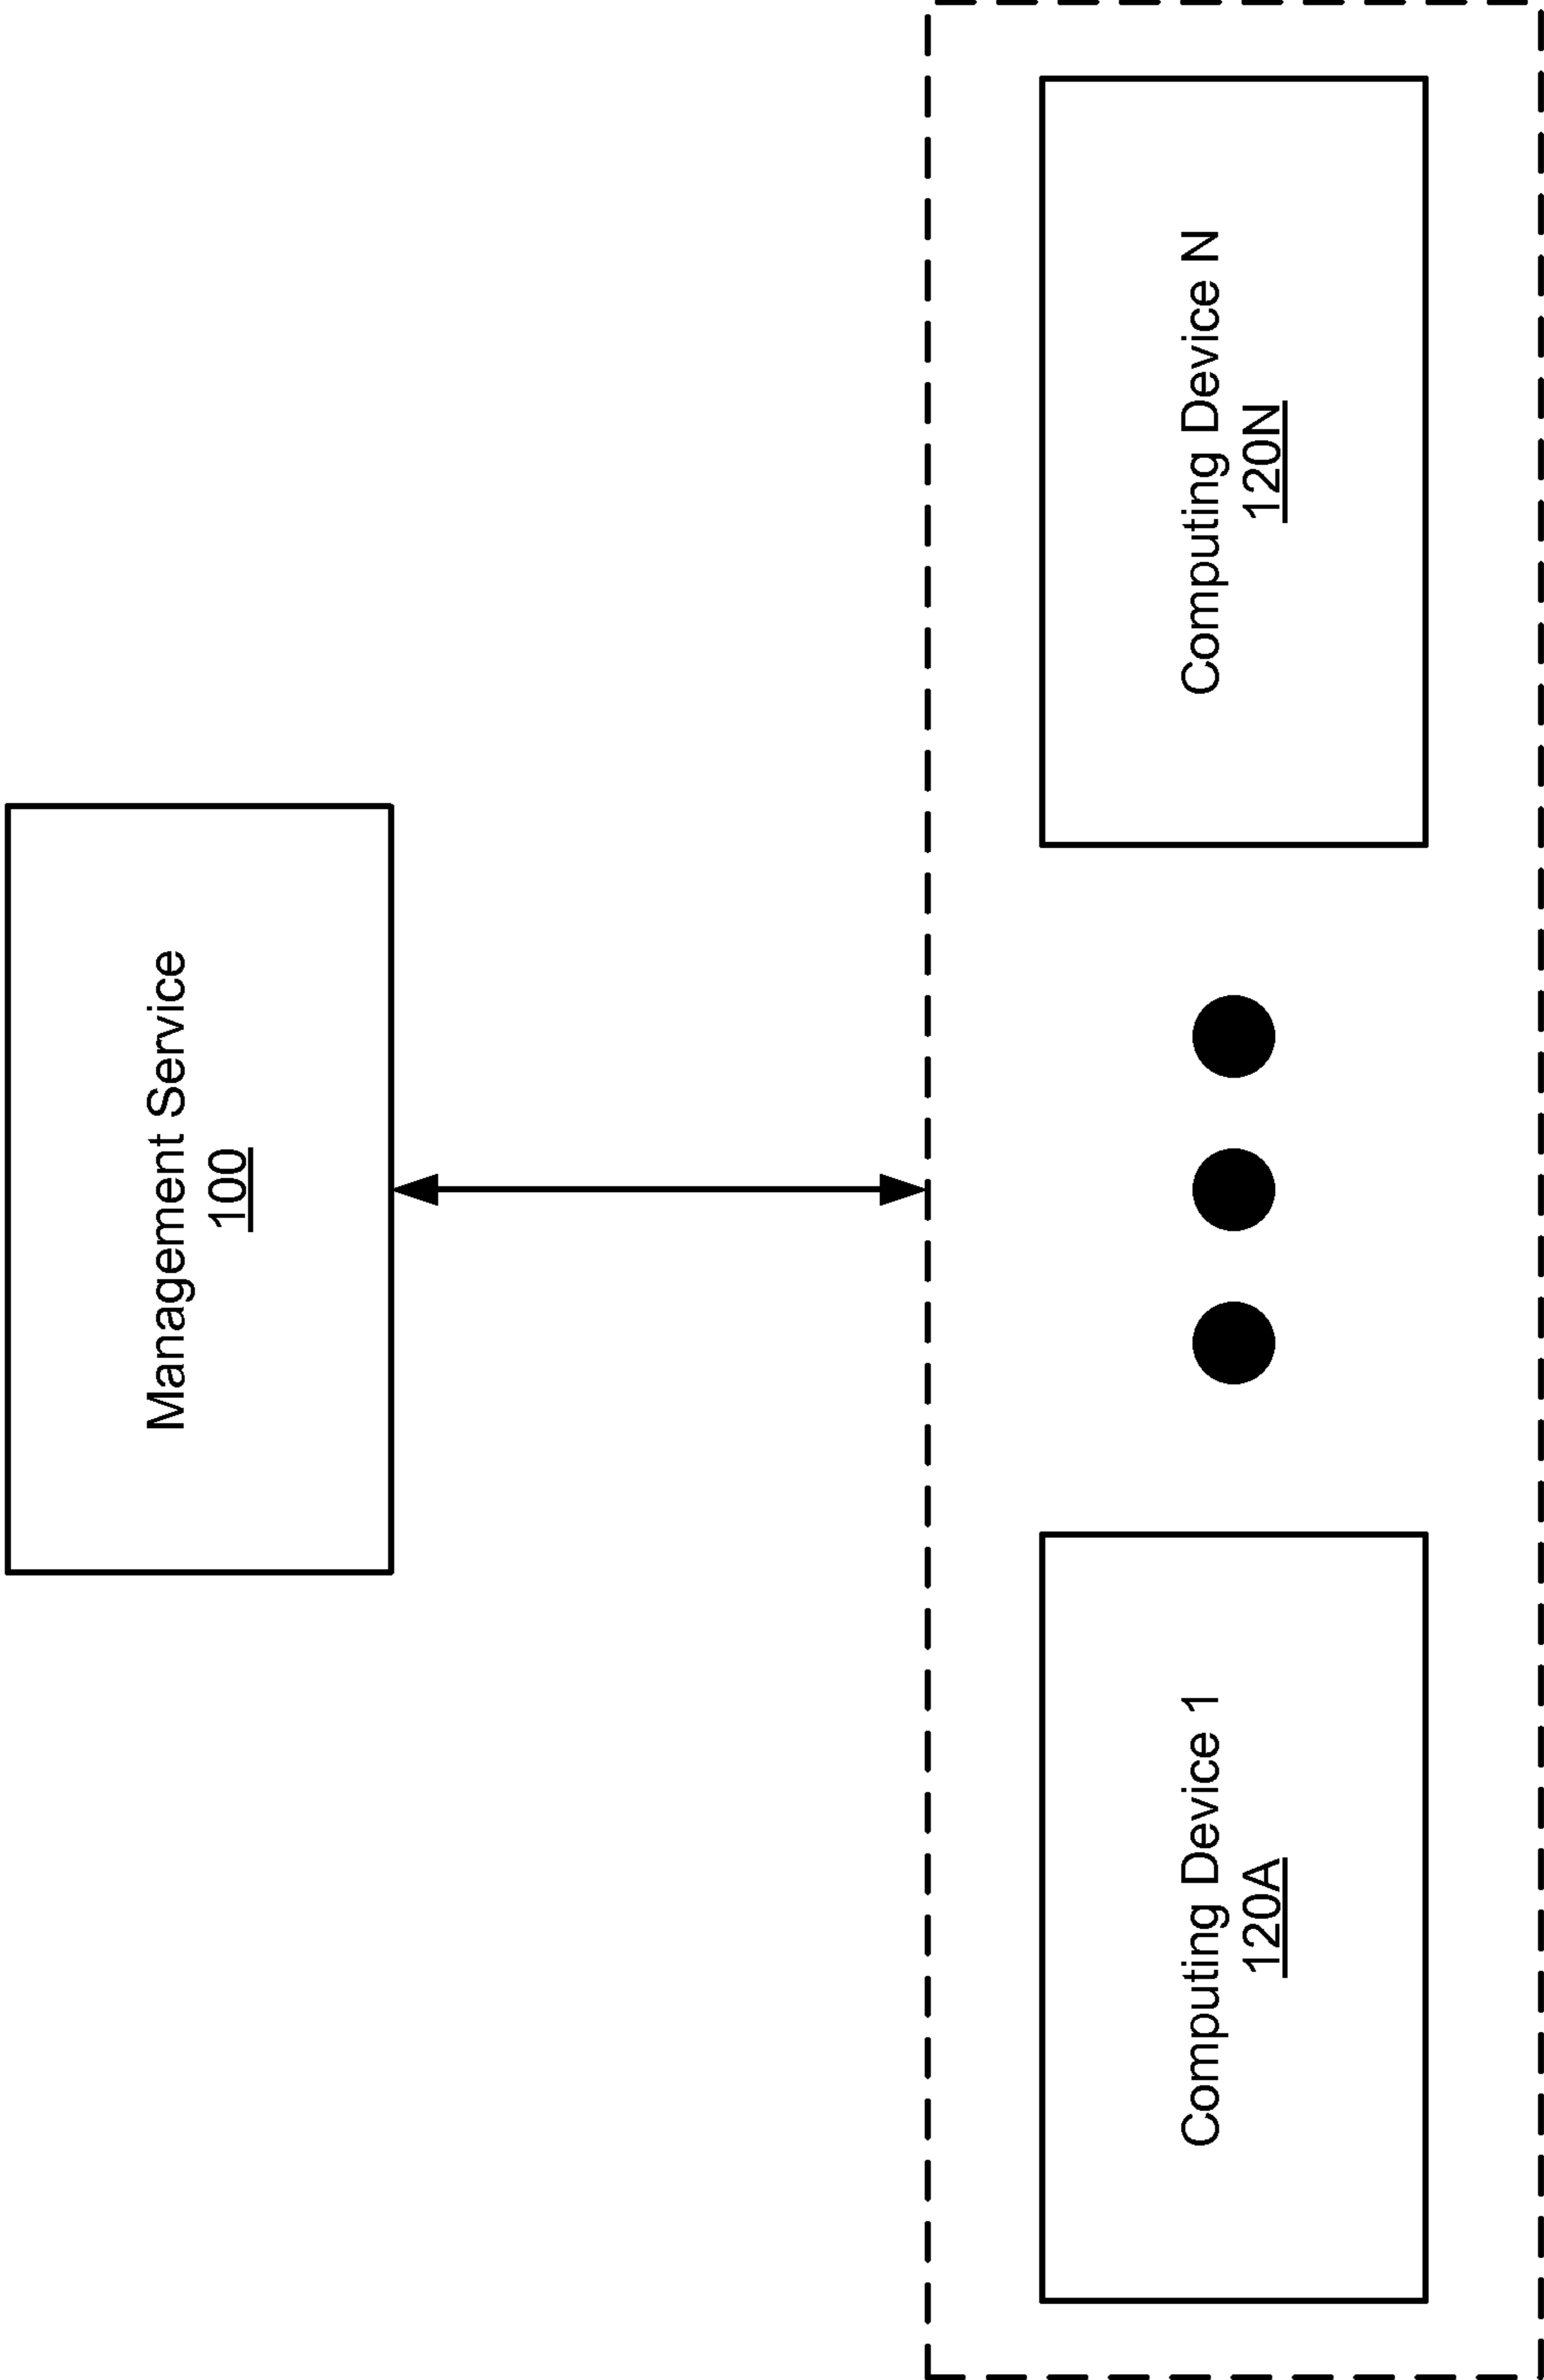 Management Service
100
Computing Device 1
120A
Computing Device N
120N